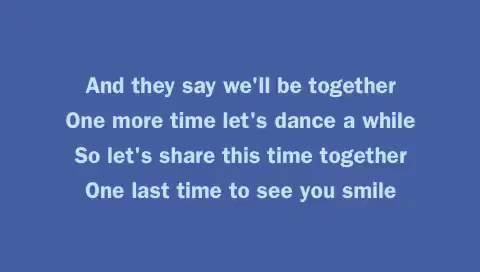 And they say we'll be together
One more time let's dance a while
So let's share this time together
One last time to see you smile